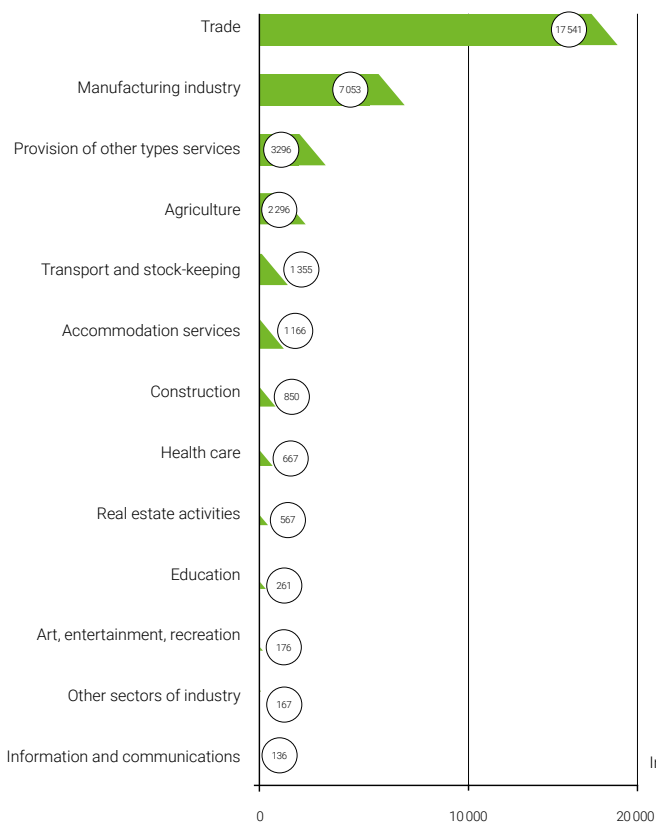 Trade
17 541
Manufacturing industry
7 053
Provision of other types services
3296
Agriculture
2 296
Transport and stock-keeping
1 355
Accommodation services
1 166
Construction
850
Health care
667
Real estate activities
567
Education
261
Art, entertainment, recreation
176
Other sectors of industry
167
Information and communications
136
0
10 000
20 000